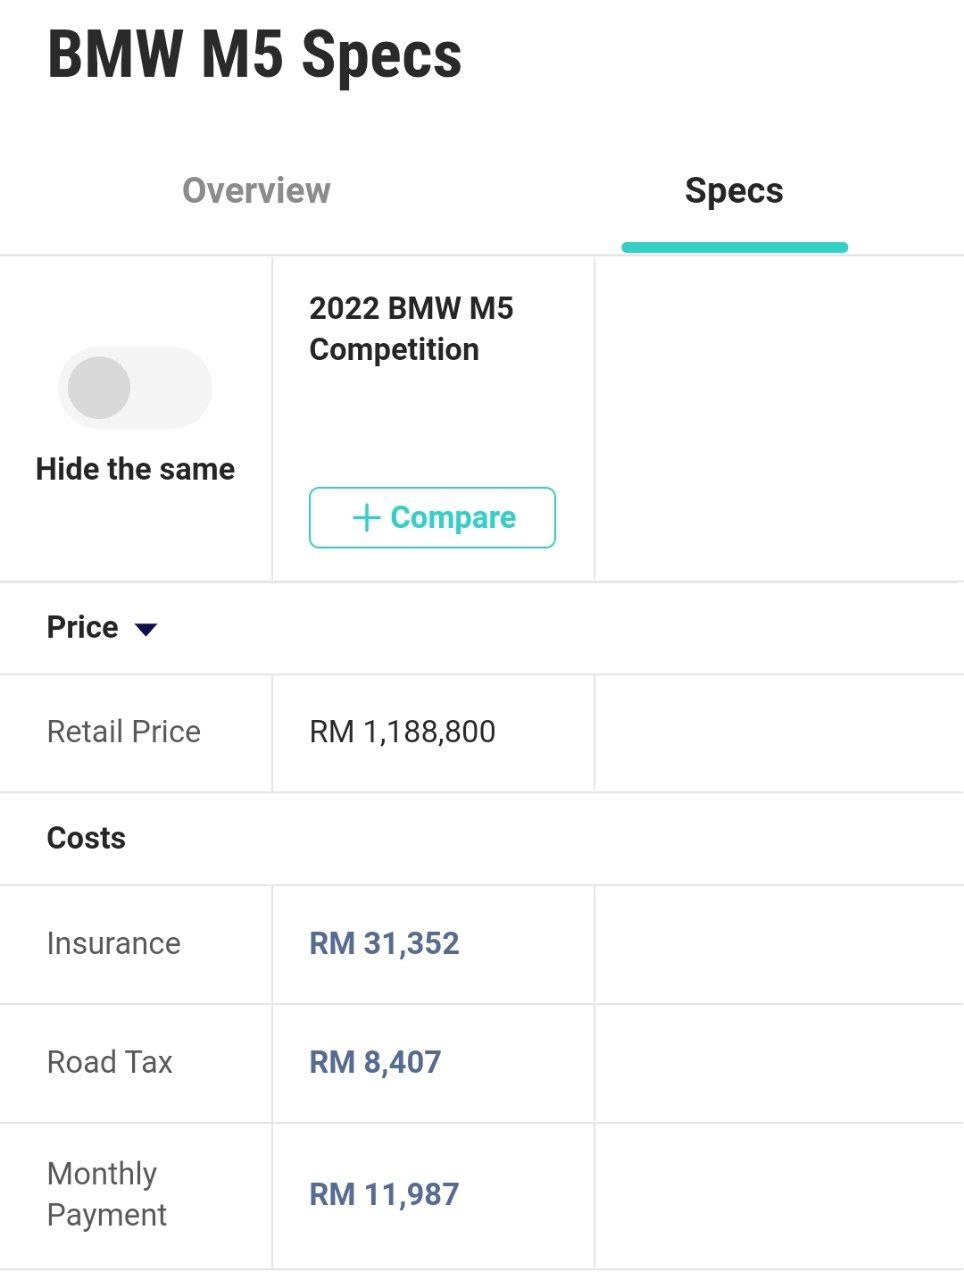 BMW M5 Specs
Overview
Specs
Hide the same
2022 BMW M5
Competition
+ Compare
Price
Retail Price
RM 1,188,800
Costs
Insurance
RM 31,352
Road Tax
RM 8,407
Monthly
Payment
RM 11,987